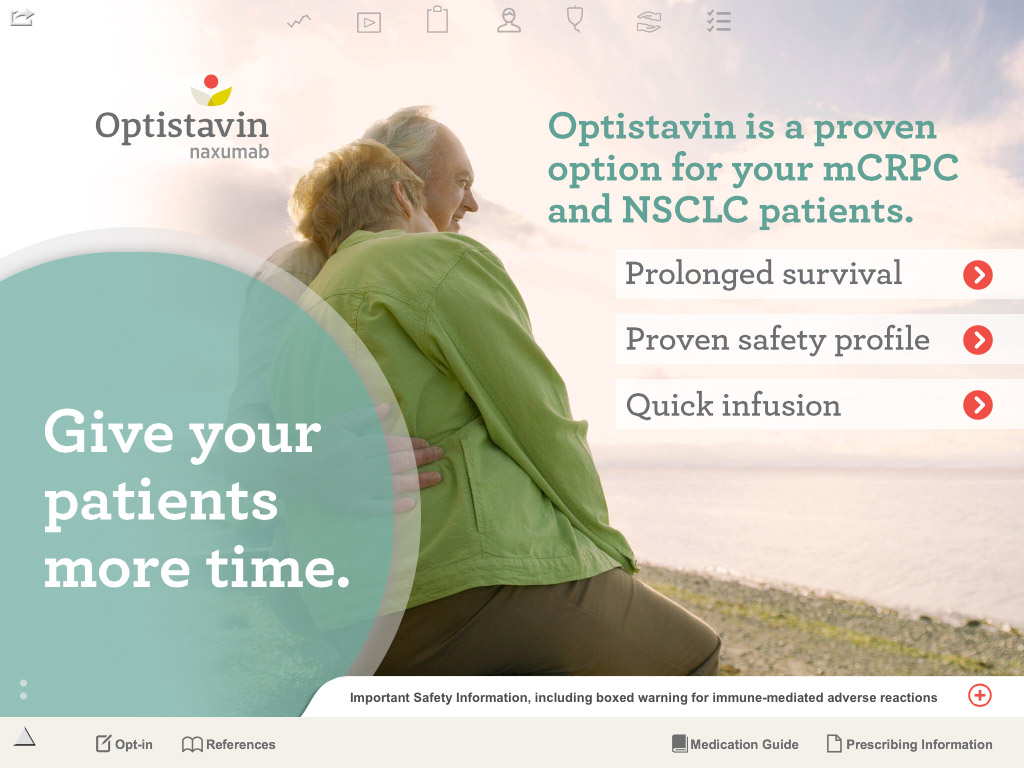 Optistavin
naxumab
Optistavin is a proven
option for your mCRPC
and NSCLC patients.
Prolonged survival
Proven safety profile
Quick infusion
Give your
patients
more time.
Important Safety Information, including boxed warning for immune-mediated adverse reactions
Opt-in
References
Medication Guide
Prescribing Information